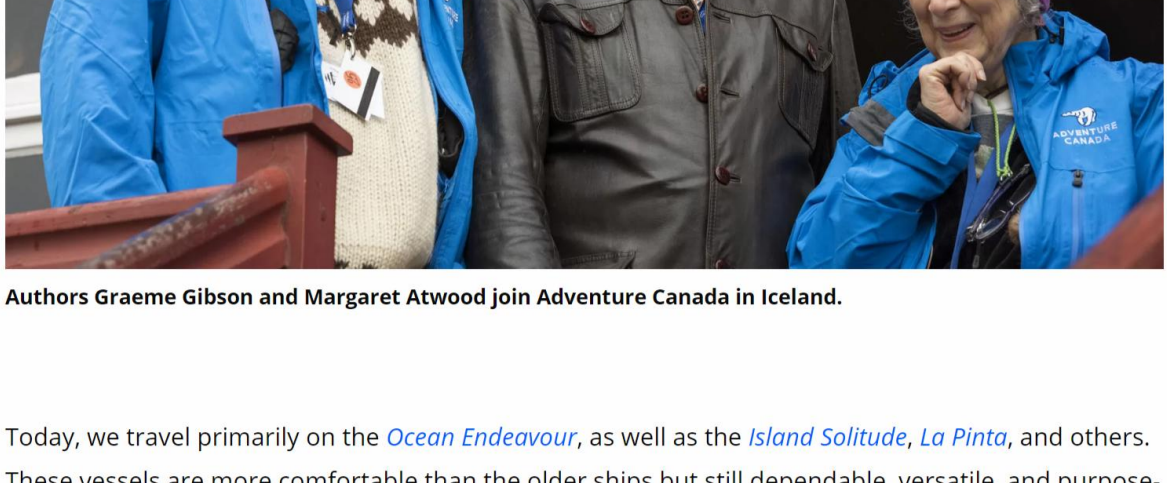 ADVENTURE
CANADA
Authors Graeme Gibson and Margaret Atwood join Adventure Canada in Iceland.
Today, we travel primarily on the Ocean Endeavour, as well as the Island Solitude, La Pinta, and others.
These vessels are more comfortable than the older ships but still dependable, versatile, and purpose-